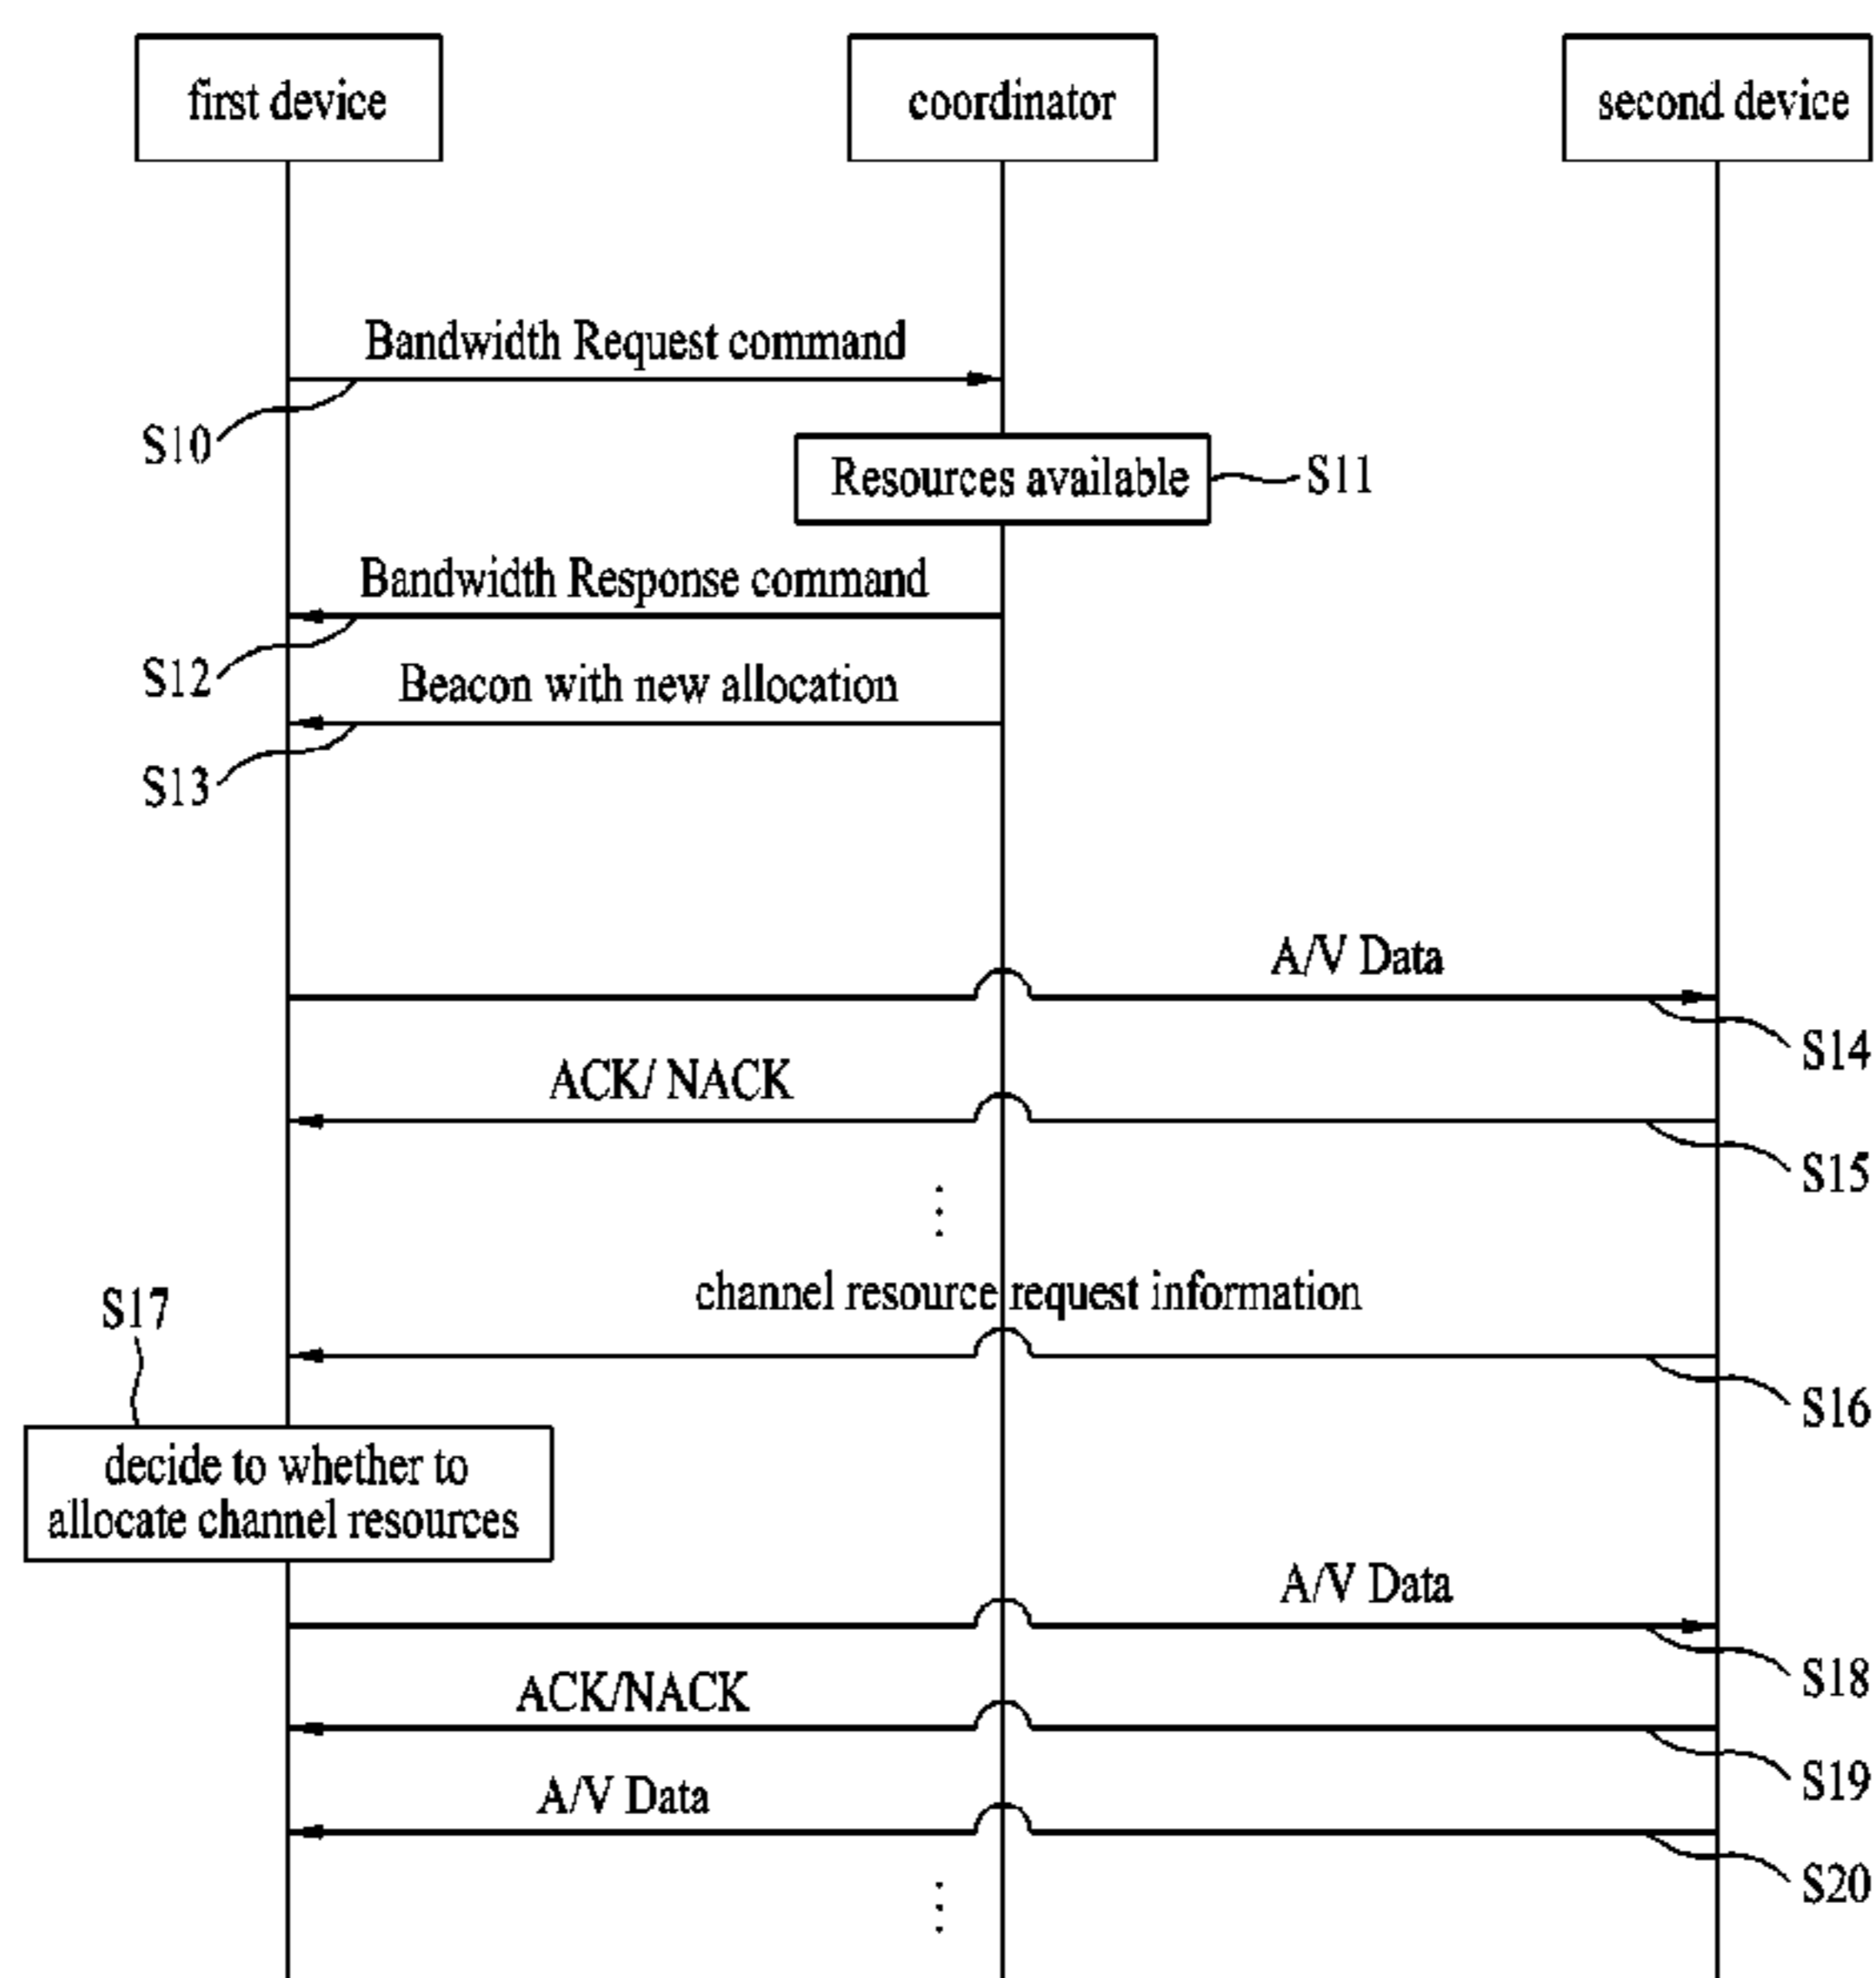 first device
coordinator
second device
Bandwidth Request command
S10
Resources available
S11
Bandwidth Response command
S12
Beacon with new allocation
S13
A/V Data
S14
ACK/ NACK
S15
channel resource request information
S16
S17
decide to whether to
allocate channel resources
A/V Data
S18
ACK/NACK
S19
A/V Data
S20